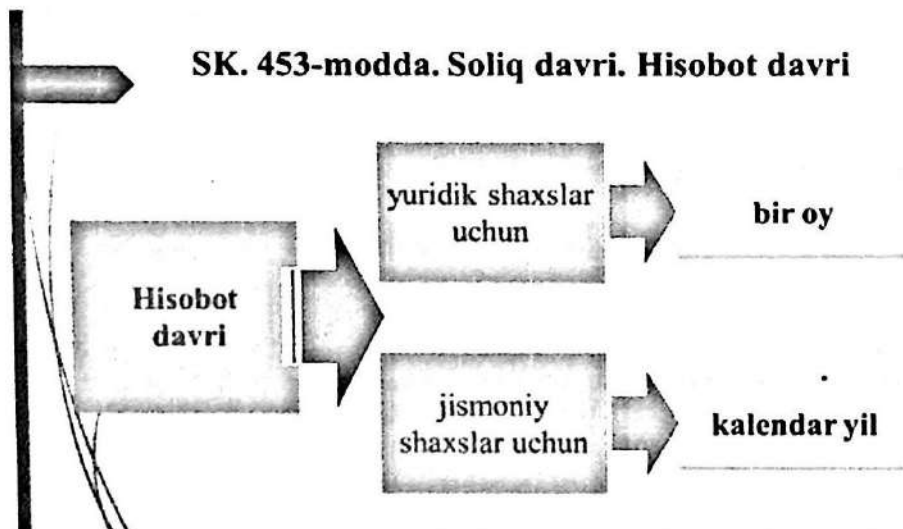 SK. 453-modda. Soliq davri. Hisobot davri
yuridik shaxslar
uchun
bir oy
Hisobot
davri
jismoniy
shaxslar uchun
kalendar yil